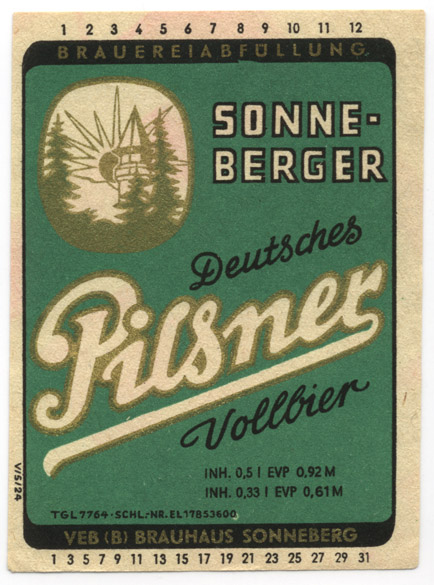 1 2 3 4 5 6 7 8 9 10 11 12
BRAUEREIABFÜLLUNG
SONNE-
BERGER
Deutsches
Pilsner
Vollbier
INH. 0,5 l EVP 0,92 M
INH. 0,33 l EVP 0,61 M
V/5/24
TGL 7764 · SCHL.-NR. EL 17853600
VEB (B) BRAUHAUS SONNEBERG
1 3 5 7 9 11 13 15 17 19 21 23 25 27 29 31